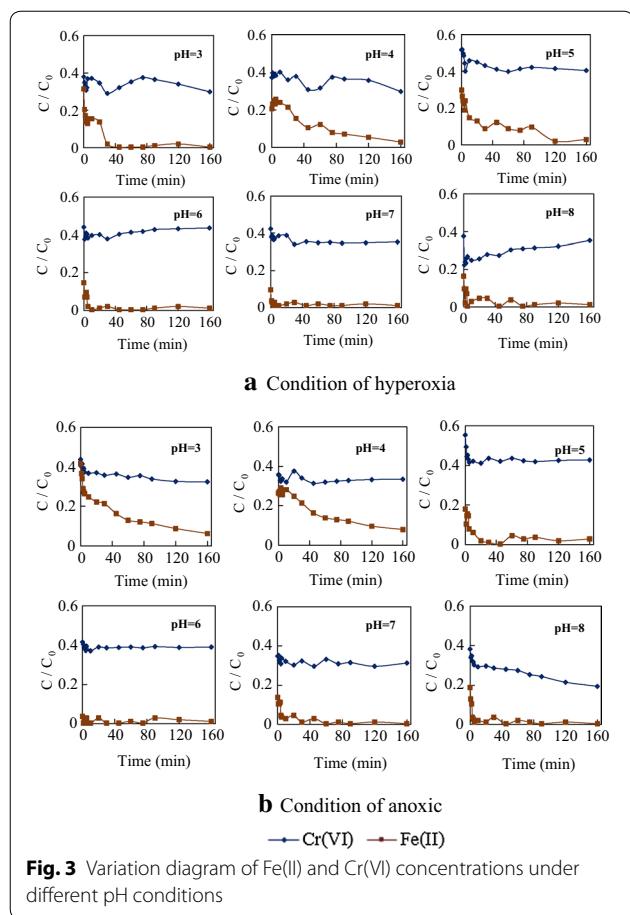 pH=3
pH=4
pH=5
C / C0
0.6
0.4
0.2
0
0 40 80 120 160
Time (min)
C / C0
0.6
0.4
0.2
0
0 40 80 120 160
Time (min)
C / C0
0.6
0.4
0.2
0
0 40 80 120 160
Time (min)
pH=6
pH=7
pH=8
C / C0
0.6
0.4
0.2
0
0 40 80 120 160
Time (min)
C / C0
0.6
0.4
0.2
0
0 40 80 120 160
Time (min)
C / C0
0.6
0.4
0.2
0
0 40 80 120 160
Time (min)
a Condition of hyperoxia
pH=3
pH=4
pH=5
C / C0
0.6
0.4
0.2
0
0 40 80 120 160
Time (min)
C / C0
0.6
0.4
0.2
0
0 40 80 120 160
Time (min)
C / C0
0.6
0.4
0.2
0
0 40 80 120 160
Time (min)
pH=6
pH=7
pH=8
C / C0
0.6
0.4
0.2
0
0 40 80 120 160
Time (min)
C / C0
0.6
0.4
0.2
0
0 40 80 120 160
Time (min)
C / C0
0.6
0.4
0.2
0
0 40 80 120 160
Time (min)
b Condition of anoxic
Cr(VI) Fe(II)
Fig. 3 Variation diagram of Fe(II) and Cr(VI) concentrations under
different pH conditions